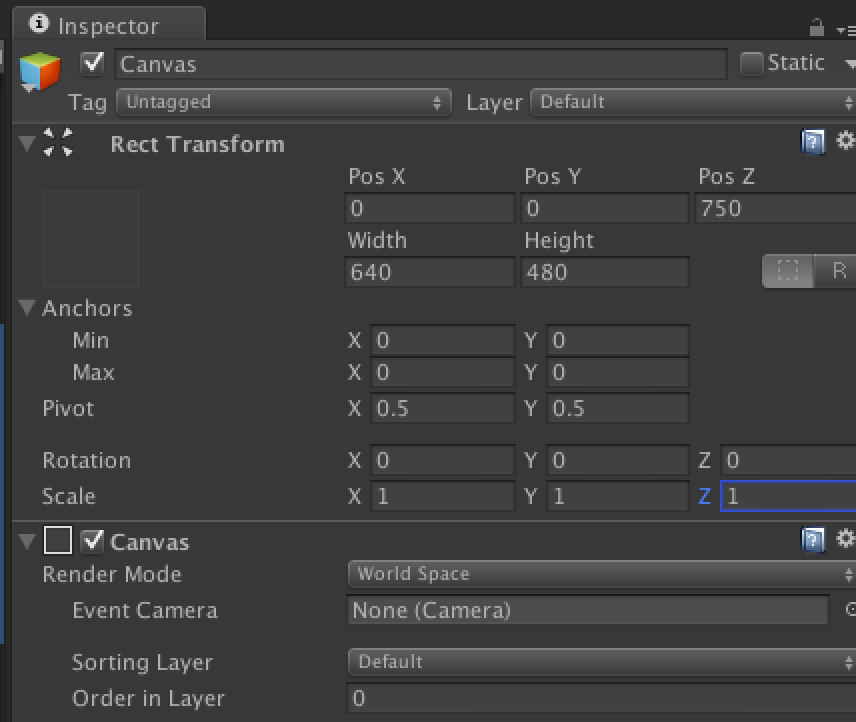 Inspector
Canvas
Static
Tag Untagged Layer Default
Rect Transform
Pos X Pos Y Pos Z
0 0 750
Width Height
640 480
R
Anchors
Min X 0 Y 0
Max X 0 Y 0
Pivot X 0.5 Y 0.5
Rotation X 0 Y 0 Z 0
Scale X 1 Y 1 Z 1
Canvas
Render Mode World Space
Event Camera None (Camera)
Sorting Layer Default
Order in Layer 0